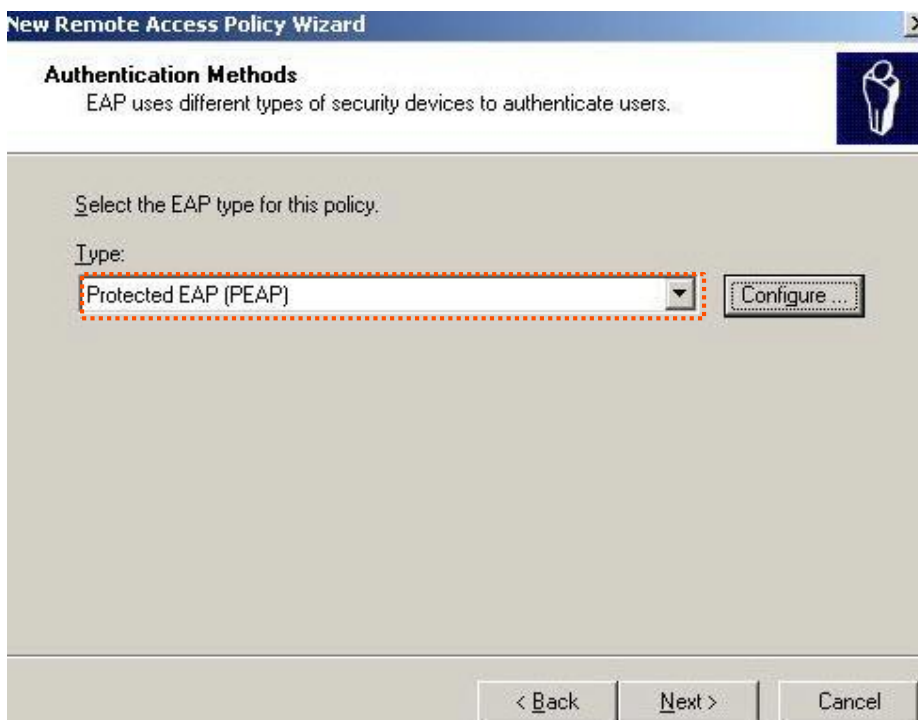 New Remote Access Policy Wizard
Authentication Methods
EAP uses different types of security devices to authenticate users.
Select the EAP type for this policy.
Type:
Protected EAP (PEAP)
Configure ...
< Back
Next >
Cancel